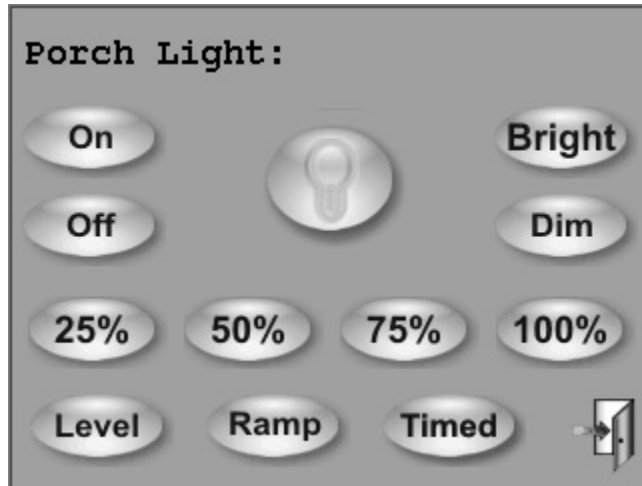 Porch Light:
On
Bright
Off
Dim
25% 50% 75% 100%
Level Ramp Timed